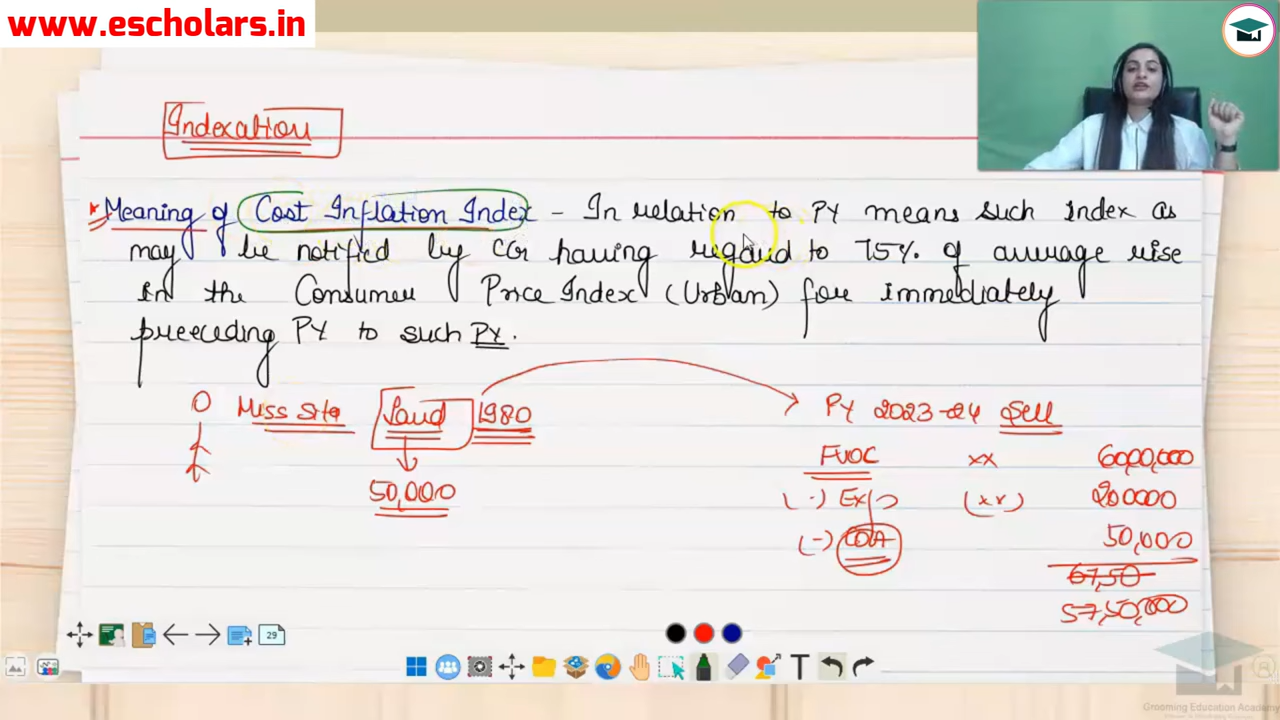 www.escholars.in
Indexation
Meaning of Cost Inflation Index - In relation to PY means such index as
may be notified by CG having regard to 75% of average rise
in the Consumer Price Index (Urban) for immediately
preceeding PY to such PY.
Miss Sita Land 1980
50,000
PY 2023-24 Sell
FVOC xx 6000,000
(-) Exp (xx) 200000
(-) COA 50,000
67,50
57,50,000
29
T
Grooming Education Academy